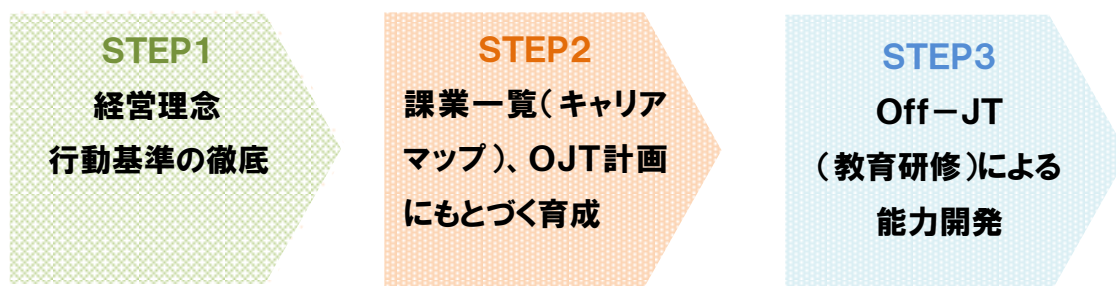 STEP1
経営理念
行動基準の徹底
STEP2
課業一覧（キャリア
マップ）、OJT計画
にもとづく育成
STEP3
Off－JT
（教育研修）による
能力開発